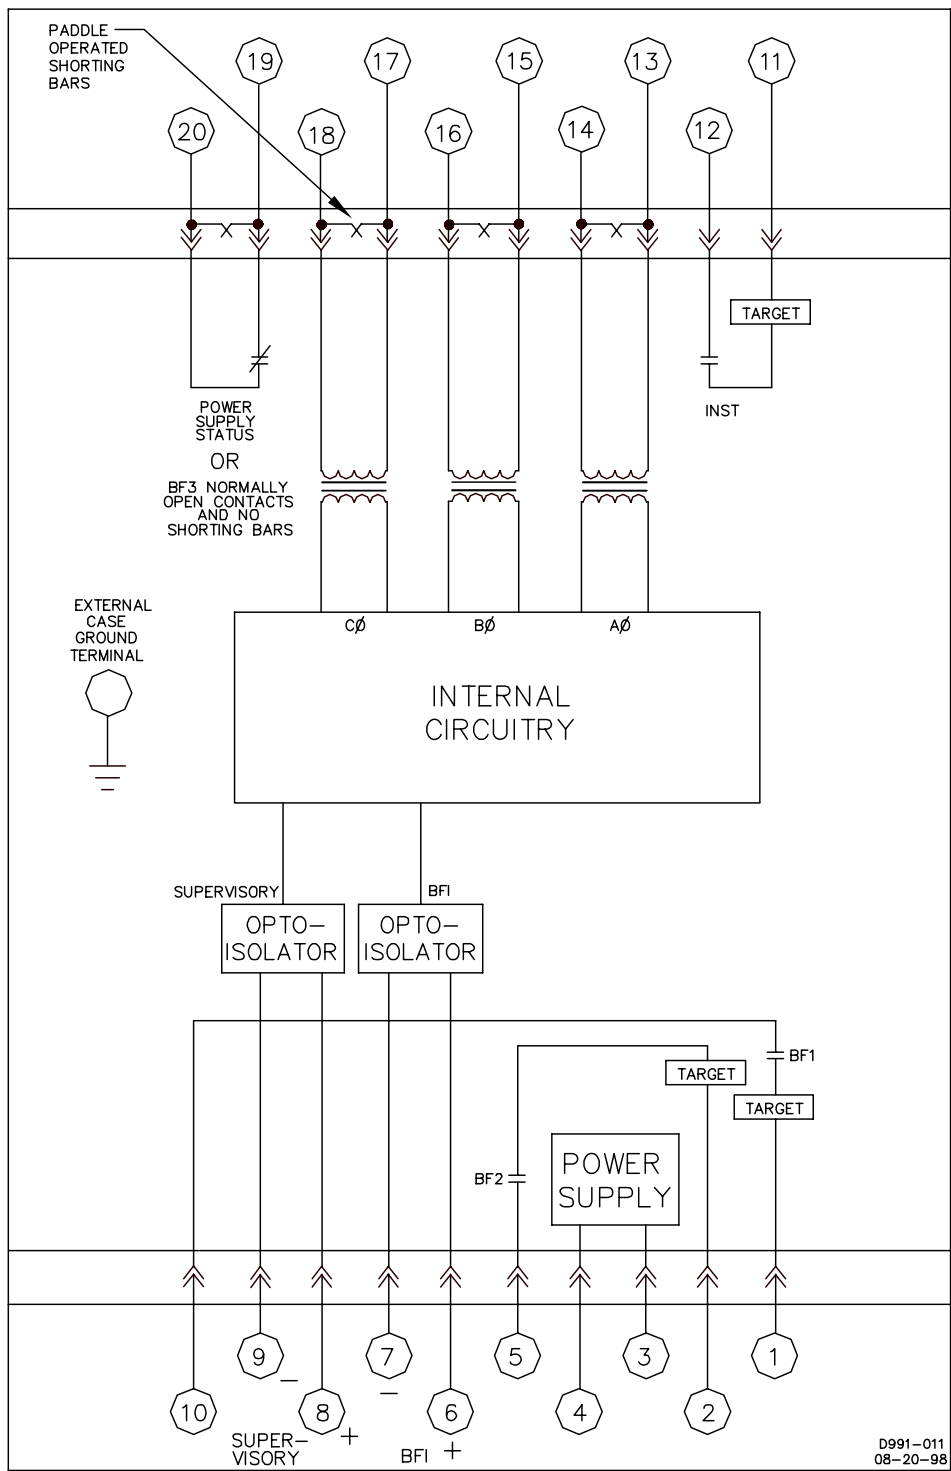 PADDLE
OPERATED
SHORTING
BARS
19
17
15
13
11
20
18
16
14
12
TARGET
POWER
SUPPLY
STATUS
OR
BF3 NORMALLY
OPEN CONTACTS
AND NO
SHORTING BARS
INST
EXTERNAL
CASE
GROUND
TERMINAL
CØ
BØ
AØ
INTERNAL
CIRCUITRY
SUPERVISORY
BFI
OPTO-
ISOLATOR
OPTO-
ISOLATOR
BF1
TARGET
TARGET
BF2
POWER
SUPPLY
9
7
5
3
1
−
−
10
8
6
4
2
+
+
SUPER-
VISORY
BFI
D991-011
08-20-98